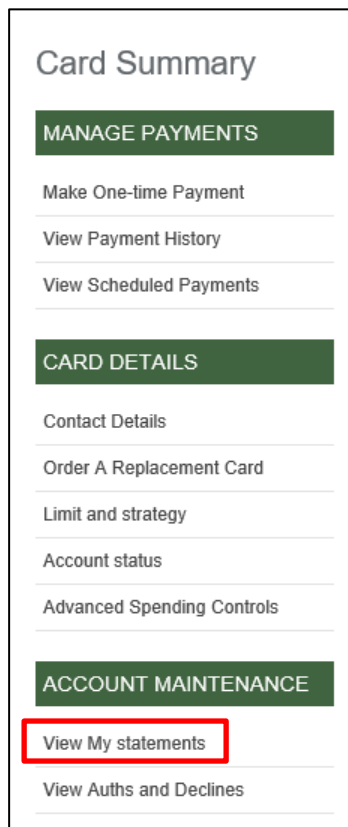 Card Summary
MANAGE PAYMENTS
Make One-time Payment
View Payment History
View Scheduled Payments
CARD DETAILS
Contact Details
Order A Replacement Card
Limit and strategy
Account status
Advanced Spending Controls
ACCOUNT MAINTENANCE
View My statements
View Auths and Declines